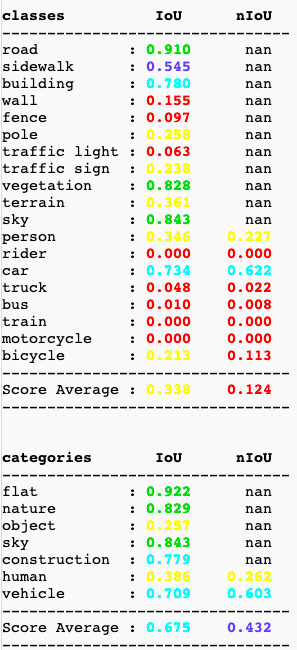 classes IoU nIoU
--------------------------------
road : 0.910 nan
sidewalk : 0.545 nan
building : 0.780 nan
wall : 0.155 nan
fence : 0.097 nan
pole : 0.258 nan
traffic light : 0.063 nan
traffic sign : 0.238 nan
vegetation : 0.828 nan
terrain : 0.361 nan
sky : 0.843 nan
person : 0.346 0.227
rider : 0.000 0.000
car : 0.734 0.622
truck : 0.048 0.022
bus : 0.010 0.008
train : 0.000 0.000
motorcycle : 0.000 0.000
bicycle : 0.213 0.113
--------------------------------
Score Average : 0.338 0.124
--------------------------------
categories IoU nIoU
--------------------------------
flat : 0.922 nan
nature : 0.829 nan
object : 0.257 nan
sky : 0.843 nan
construction : 0.779 nan
human : 0.386 0.262
vehicle : 0.709 0.603
--------------------------------
Score Average : 0.675 0.432
--------------------------------